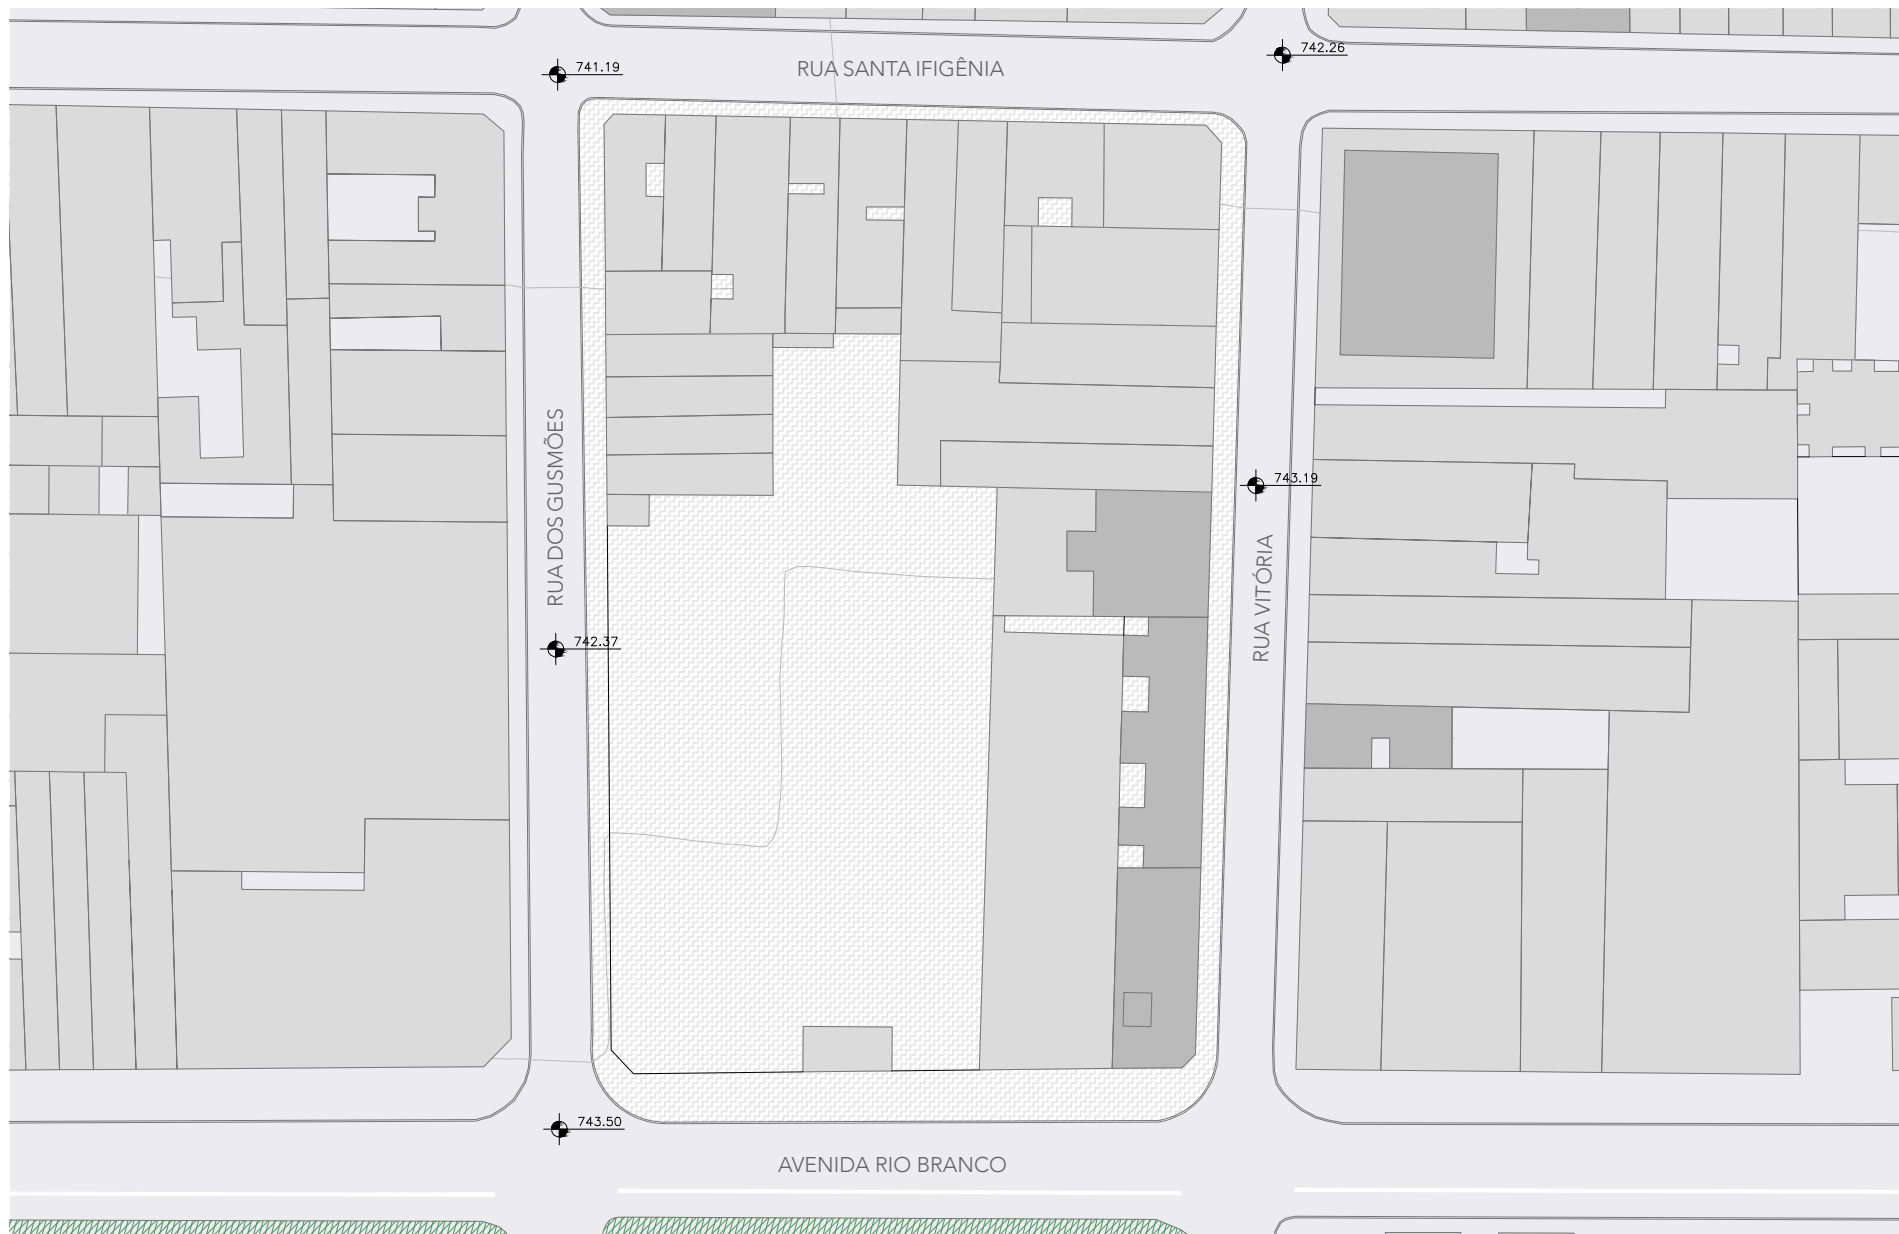 742.26
741.19
RUA SANTA IFIGÊNIA
RUA DOS GUSMÕES
743.19
RUA VITÓRIA
742.37
743.50
AVENIDA RIO BRANCO